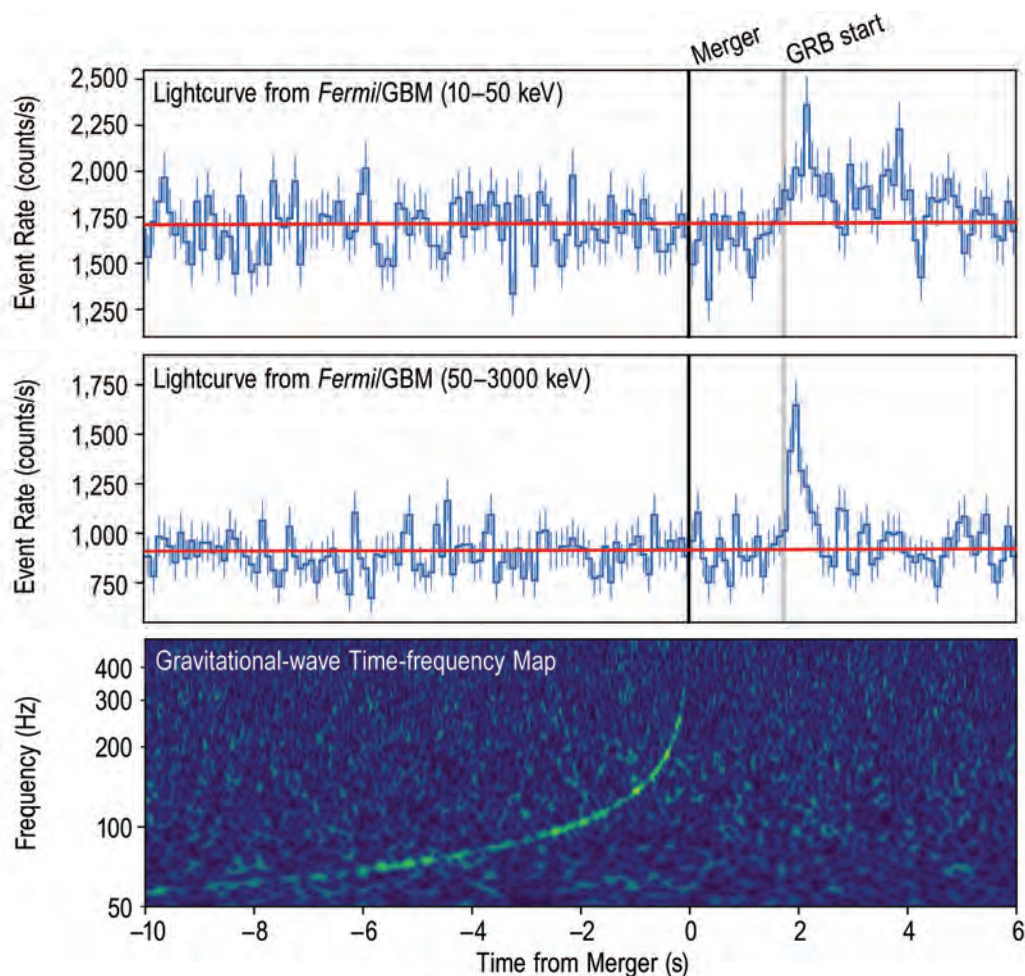 Merger
GRB start
Lightcurve from Fermi/GBM (10–50 keV)
Event Rate (counts/s)
2,500
2,250
2,000
1,750
1,500
1,250
Lightcurve from Fermi/GBM (50–3000 keV)
Event Rate (counts/s)
1,750
1,500
1,250
1,000
750
Gravitational-wave Time-frequency Map
Frequency (Hz)
400
300
200
100
50
–10 –8 –6 –4 –2 0 2 4 6
Time from Merger (s)